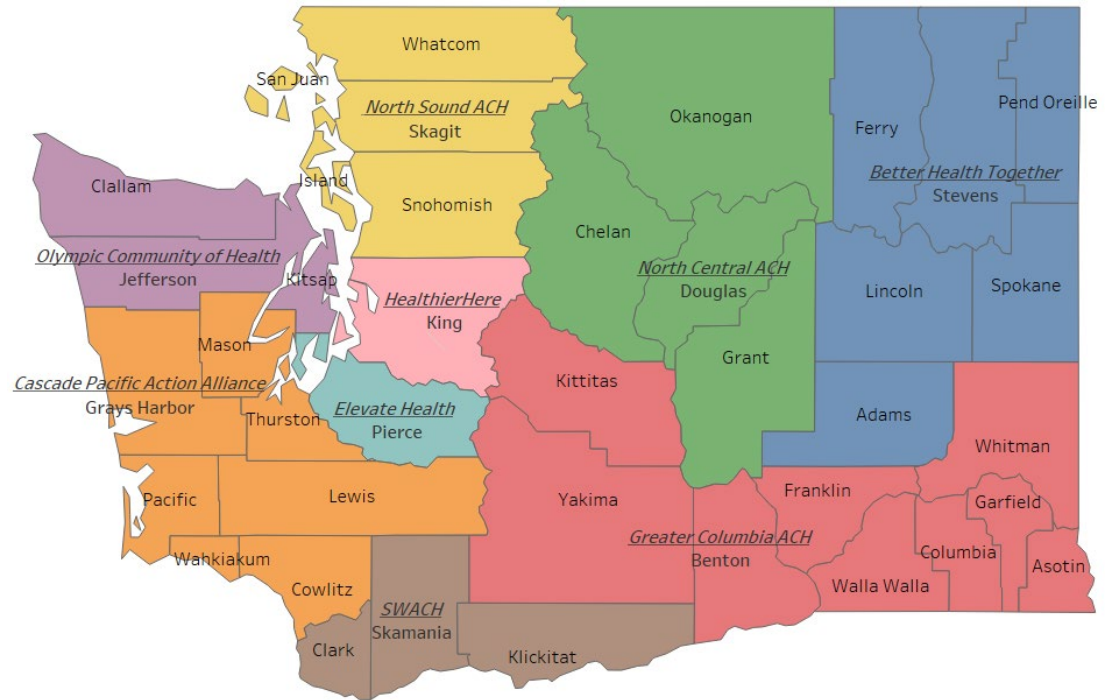 Whatcom
San Juan
North Sound ACH
Skagit
Island
Snohomish
Okanogan
Ferry
Pend Oreille
Better Health Together
Stevens
Clallam
Olympic Community of Health
Jefferson
Kitsap
Chelan
North Central ACH
Douglas
Lincoln
Spokane
HealthierHere
King
Mason
Cascade Pacific Action Alliance
Grays Harbor
Thurston
Elevate Health
Pierce
Kittitas
Grant
Adams
Whitman
Pacific
Lewis
Yakima
Franklin
Garfield
Greater Columbia ACH
Benton
Columbia
Asotin
Walla Walla
Wahkiakum
Cowlitz
SWACH
Skamania
Clark
Klickitat